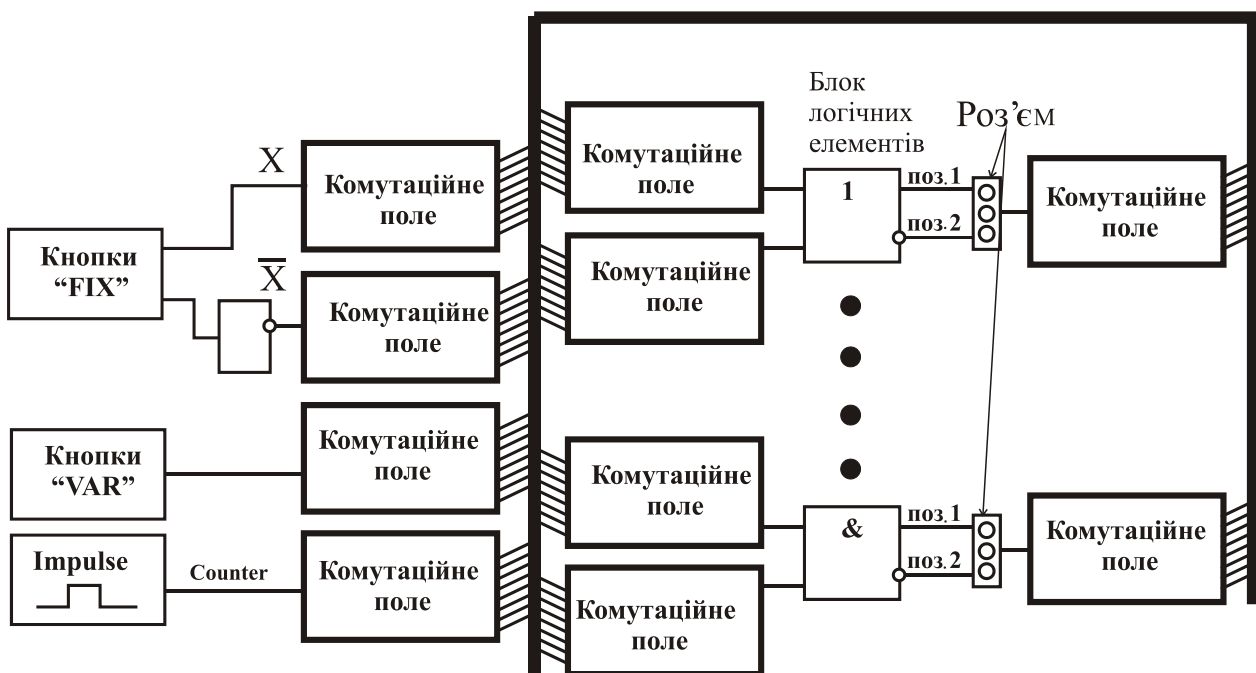 Блок
логічних
елементів
Роз’єм
X
Комутаційне
поле
Комутаційне
поле
1
поз.1
поз.2
Комутаційне
поле
Кнопки
“FIX”
X̅
Комутаційне
поле
Комутаційне
поле
Кнопки
“VAR”
Комутаційне
поле
Комутаційне
поле
&
поз.1
поз.2
Комутаційне
поле
Impulse
Counter
Комутаційне
поле
Комутаційне
поле